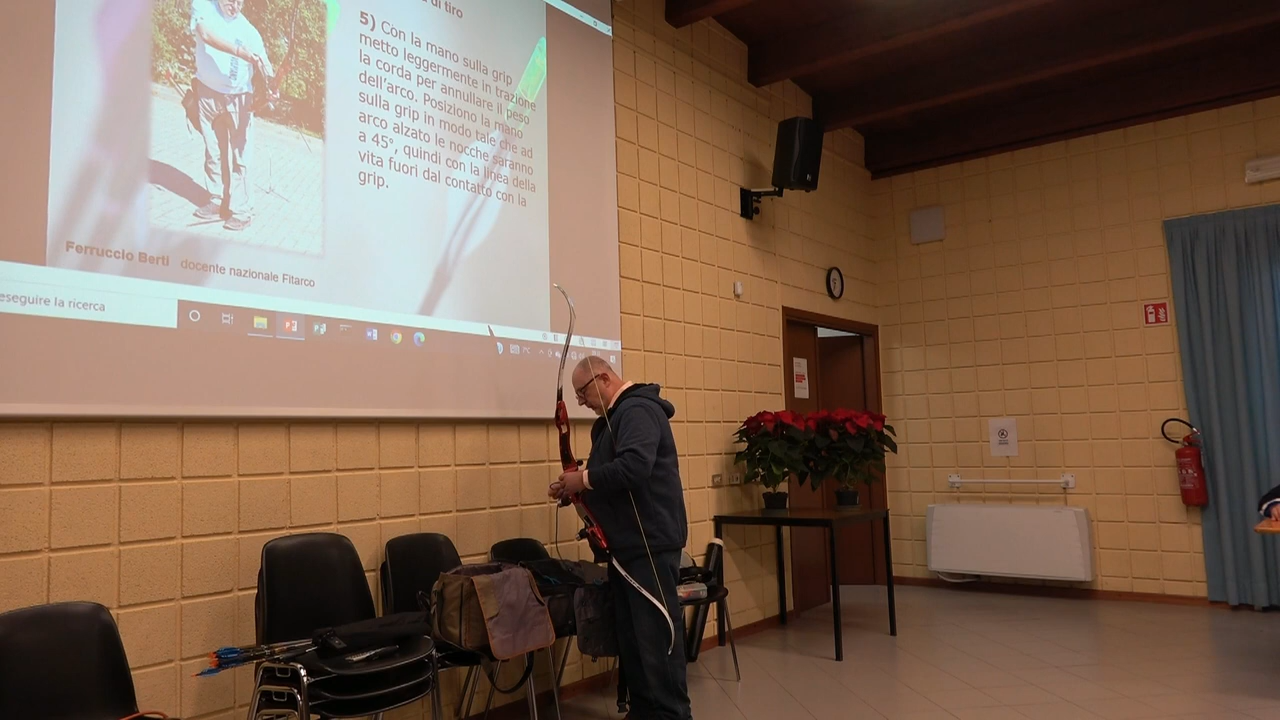 di tiro
5) Con la mano sulla grip
metto leggermente in trazione
la corda per annullare il peso
dell'arco. Posiziono la mano
sulla grip in modo tale che ad
arco alzato le nocche saranno
a 45°, quindi con la linea della
vita fuori dal contatto con la
grip.
Ferruccio Berti docente nazionale Fitarco
eseguire la ricerca